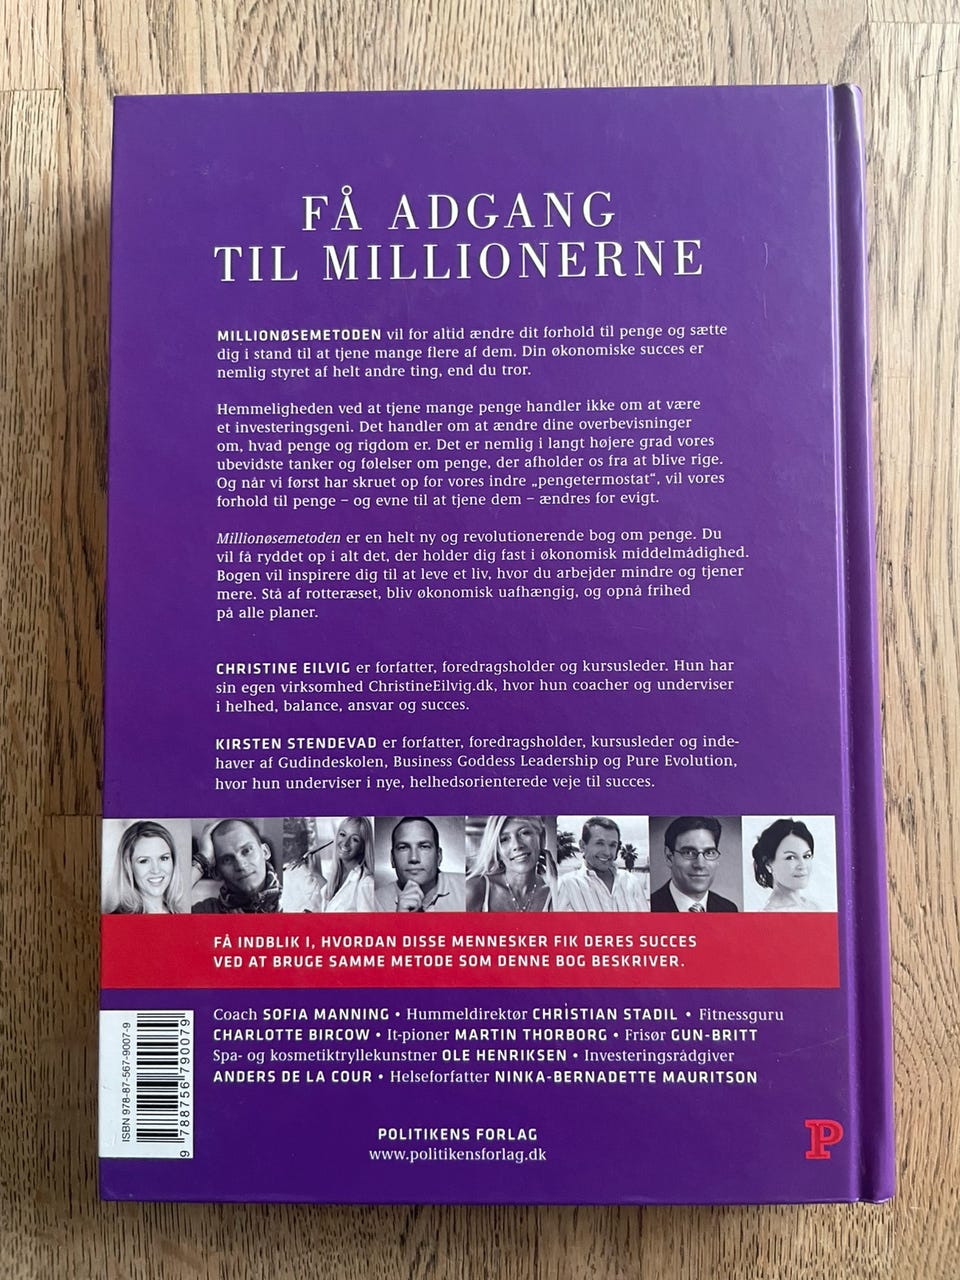 FÅ ADGANG
TIL MILLIONERNE
MILLIONØSEMETODEN vil for altid ændre dit forhold til penge og sætte
dig i stand til at tjene mange flere af dem. Din økonomiske succes er
nemlig styret af helt andre ting, end du tror.
Hemmeligheden ved at tjene mange penge handler ikke om at være
et investeringsgeni. Det handler om at ændre dine overbevisninger
om, hvad penge og rigdom er. Det er nemlig i langt højere grad vores
ubevidste tanker og følelser om penge, der afholder os fra at blive rige.
Og når vi først har skruet op for vores indre „pengetermostat“, vil vores
forhold til penge – og evne til at tjene dem – ændres for evigt.
Millionøsemetoden er en helt ny og revolutionerende bog om penge. Du
vil få ryddet op i alt det, der holder dig fast i økonomisk middelmådighed.
Bogen vil inspirere dig til at leve et liv, hvor du arbejder mindre og tjener
mere. Stå af rotteræset, bliv økonomisk uafhængig, og opnå frihed
på alle planer.
CHRISTINE EILVIG er forfatter, foredragsholder og kursusleder. Hun har
sin egen virksomhed ChristineEilvig.dk, hvor hun coacher og underviser
i helhed, balance, ansvar og succes.
KIRSTEN STENDEVAD er forfatter, foredragsholder, kursusleder og inde-
haver af Gudindeskolen, Business Goddess Leadership og Pure Evolution,
hvor hun underviser i nye, helhedsorienterede veje til succes.
FÅ INDBLIK I, HVORDAN DISSE MENNESKER FIK DERES SUCCES
VED AT BRUGE SAMME METODE SOM DENNE BOG BESKRIVER.
Coach SOFIA MANNING • Hummeldirektør CHRISTIAN STADIL • Fitnessguru
CHARLOTTE BIRCOW • It-pioner MARTIN THORBORG • Frisør GUN-BRITT
Spa- og kosmetiktryllekunstner OLE HENRIKSEN • Investeringsrådgiver
ANDERS DE LA COUR • Helseforfatter NINKA-BERNADETTE MAURITSON
ISBN 978-87-567-9007-9
9 788756 790079
POLITIKENS FORLAG
www.politikensforlag.dk
P